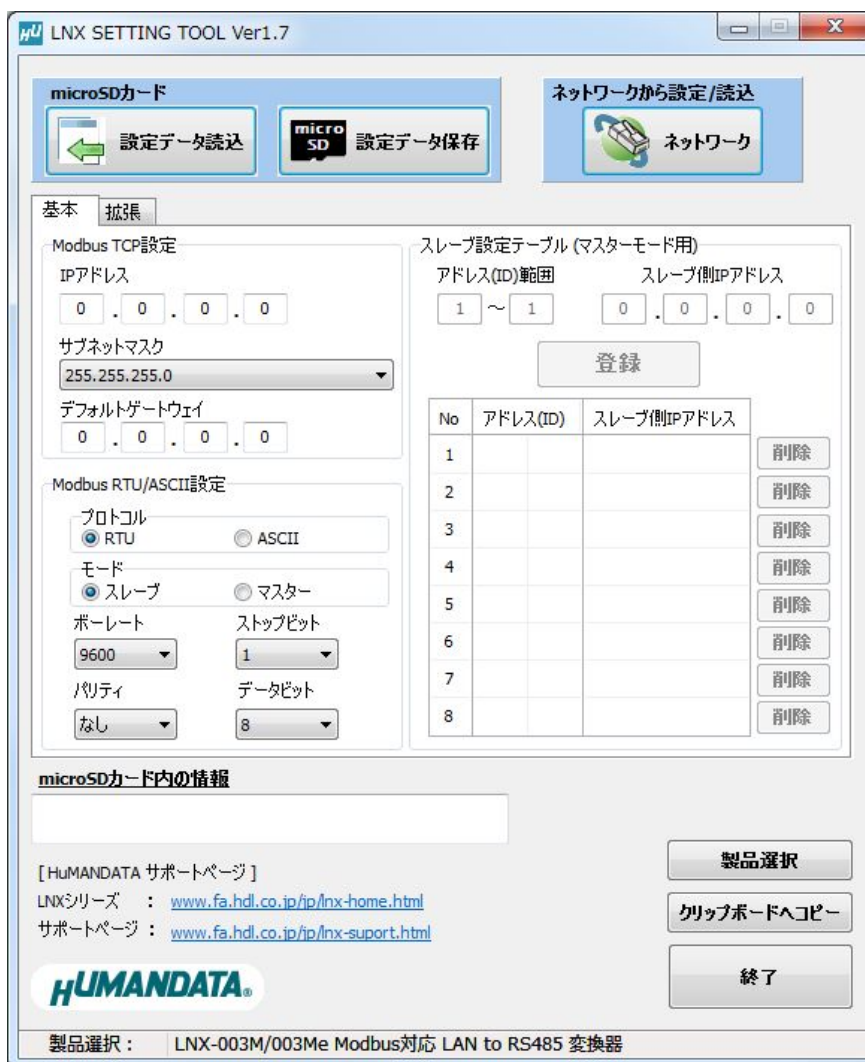 LNX SETTING TOOL Ver1.7
microSDカード
設定データ読込
micro SD
設定データ保存
ネットワークから設定/読込
ネットワーク
基本
拡張
Modbus TCP設定
IPアドレス
0 . 0 . 0 . 0
サブネットマスク
255.255.255.0
デフォルトゲートウェイ
0 . 0 . 0 . 0
Modbus RTU/ASCII設定
プロトコル
RTU ASCII
モード
スレーブ マスター
ボーレート ストップビット
9600 1
パリティ データビット
なし 8
スレーブ設定テーブル (マスターモード用)
アドレス(ID)範囲 スレーブ側IPアドレス
1 ～ 1 0 . 0 . 0 . 0
登録
No アドレス(ID) スレーブ側IPアドレス
1 削除
2 削除
3 削除
4 削除
5 削除
6 削除
7 削除
8 削除
microSDカード内の情報
[ HuMANDATA サポートページ ]
LNXシリーズ ： www.fa.hdl.co.jp/jp/lnx-home.html
サポートページ ： www.fa.hdl.co.jp/jp/lnx-suport.html
HUMANDATA®
製品選択
クリップボードへコピー
終了
製品選択： LNX-003M/003Me Modbus対応 LAN to RS485 変換器